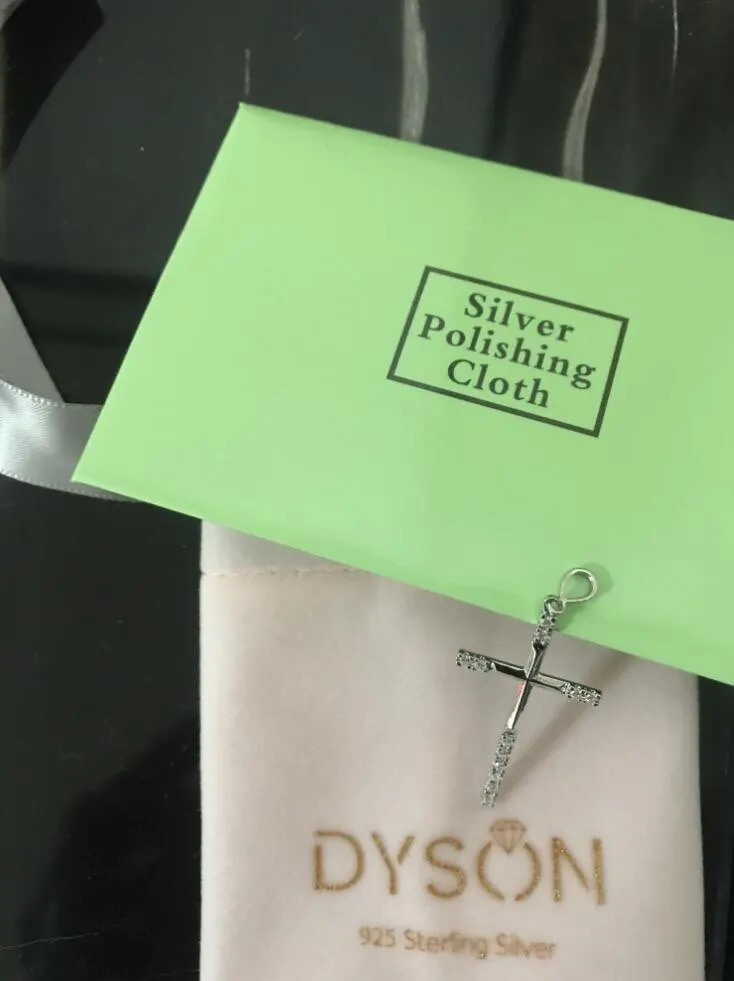 Silver
Polishing
Cloth
DYSON
925 Sterling Silver